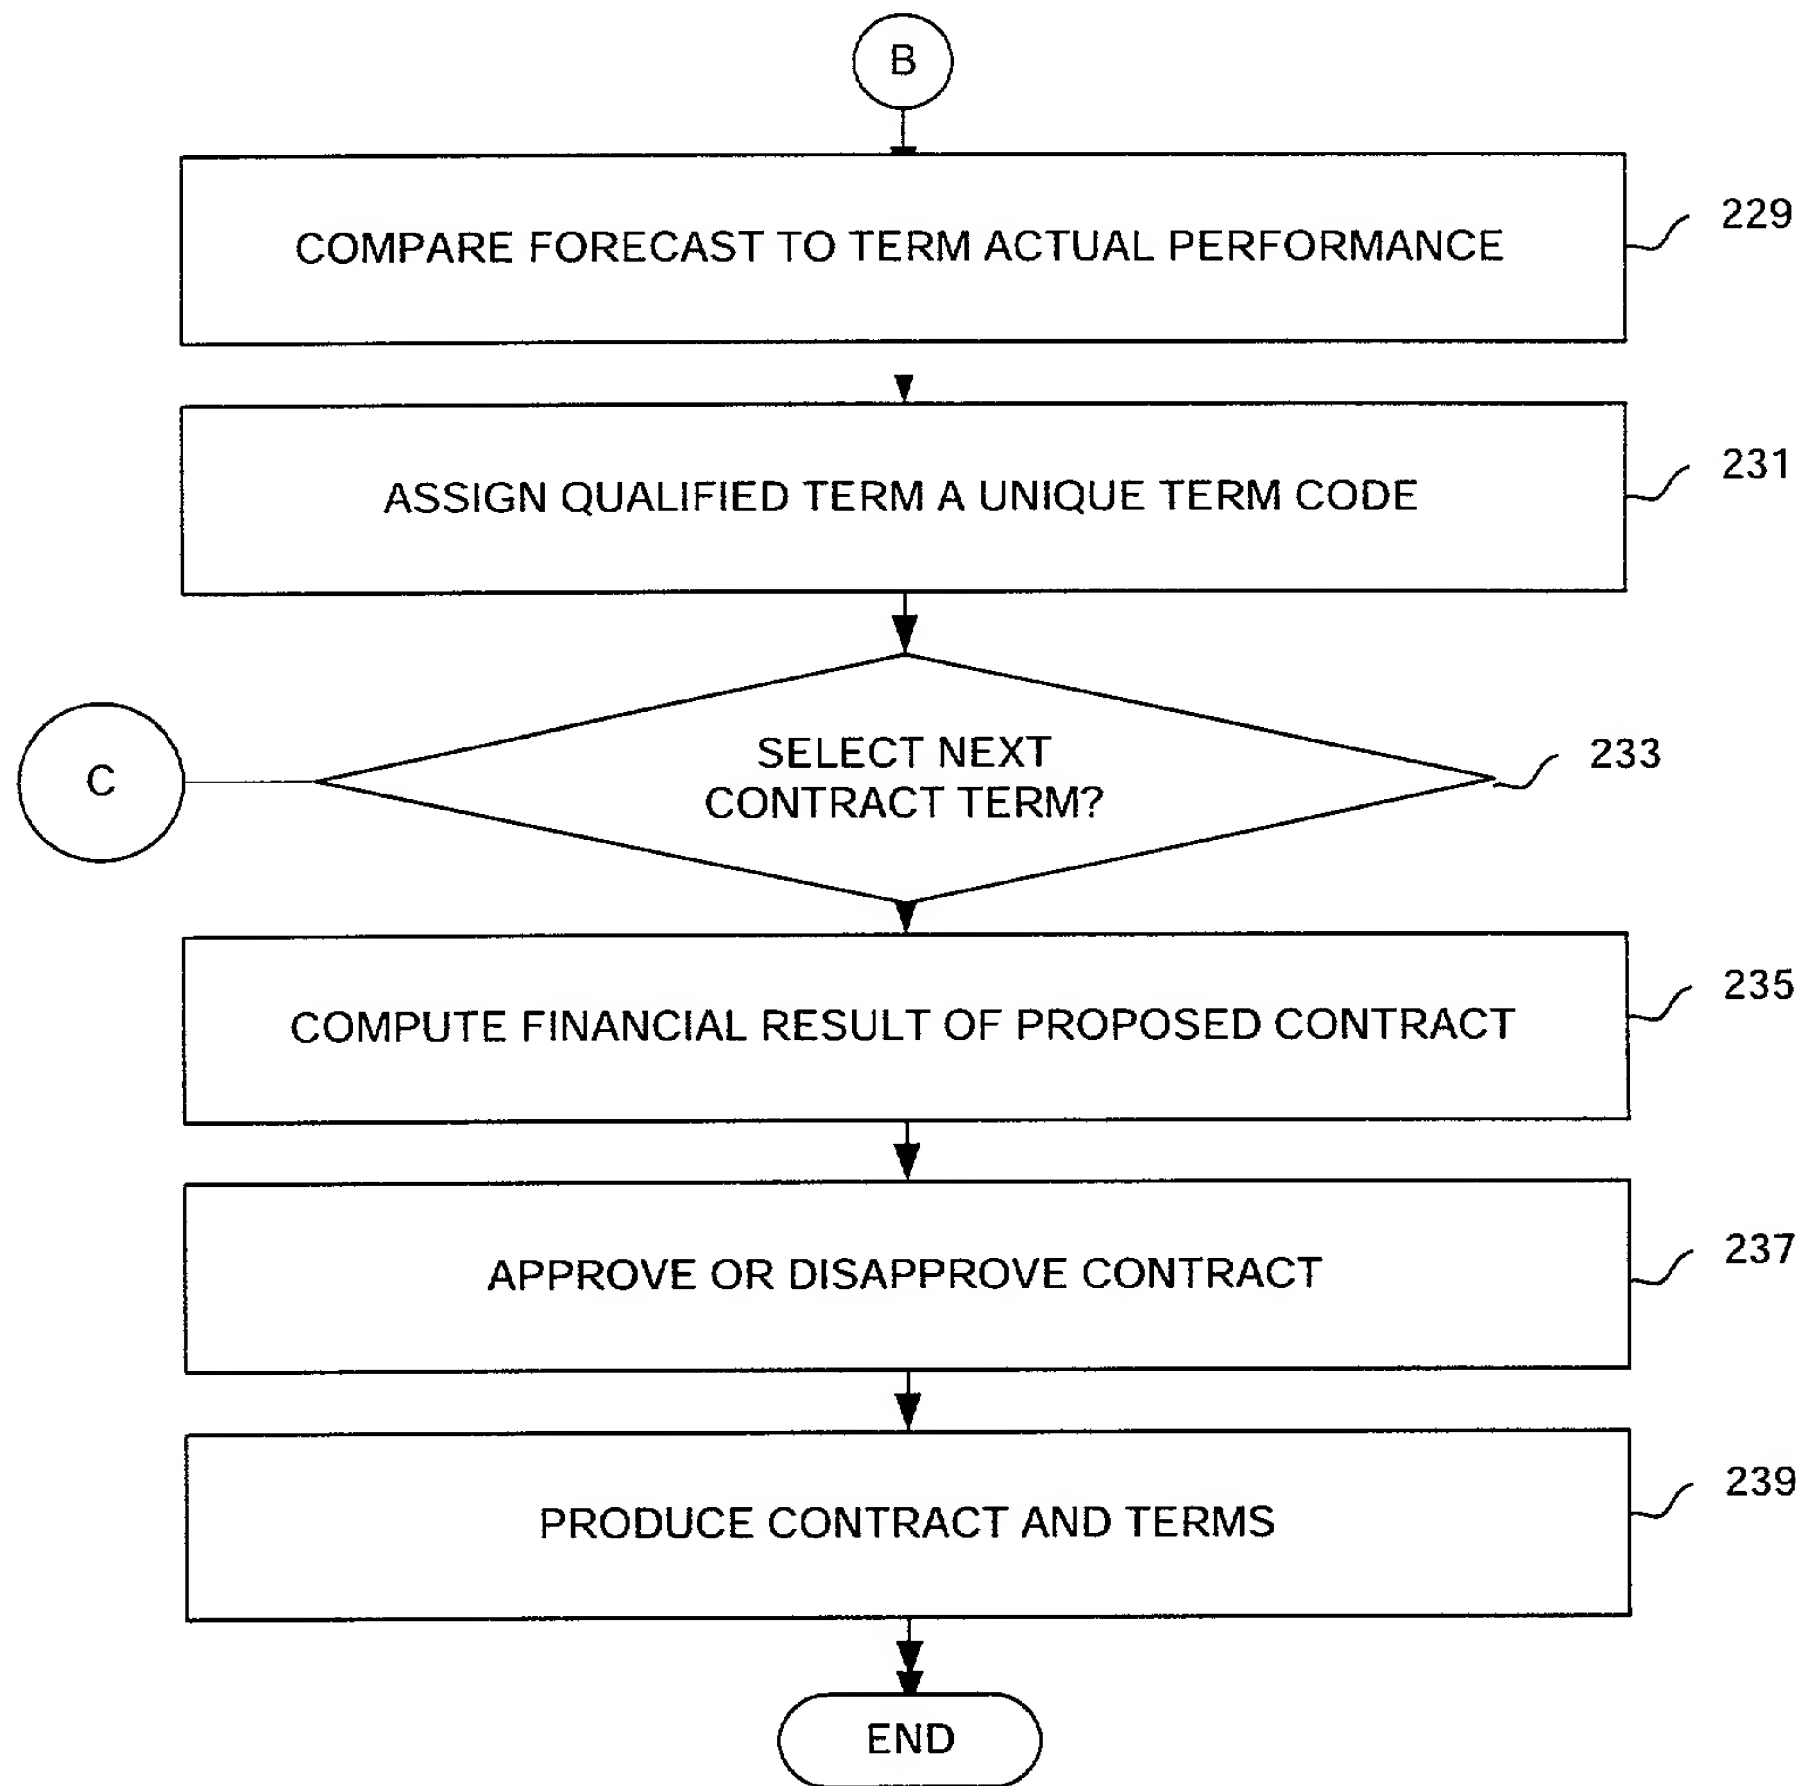 B
COMPARE FORECAST TO TERM ACTUAL PERFORMANCE
229
ASSIGN QUALIFIED TERM A UNIQUE TERM CODE
231
C
SELECT NEXT
CONTRACT TERM?
233
COMPUTE FINANCIAL RESULT OF PROPOSED CONTRACT
235
APPROVE OR DISAPPROVE CONTRACT
237
PRODUCE CONTRACT AND TERMS
239
END